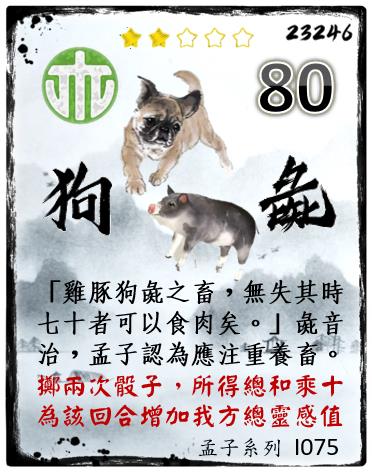 23246
80
狗 彘
「雞豚狗彘之畜,無失其時
七十者可以食肉矣。」彘音
治,孟子認為應注重養畜。
擲兩次骰子,所得總和乘十
為該回合增加我方總靈感值
孟子系列 1075